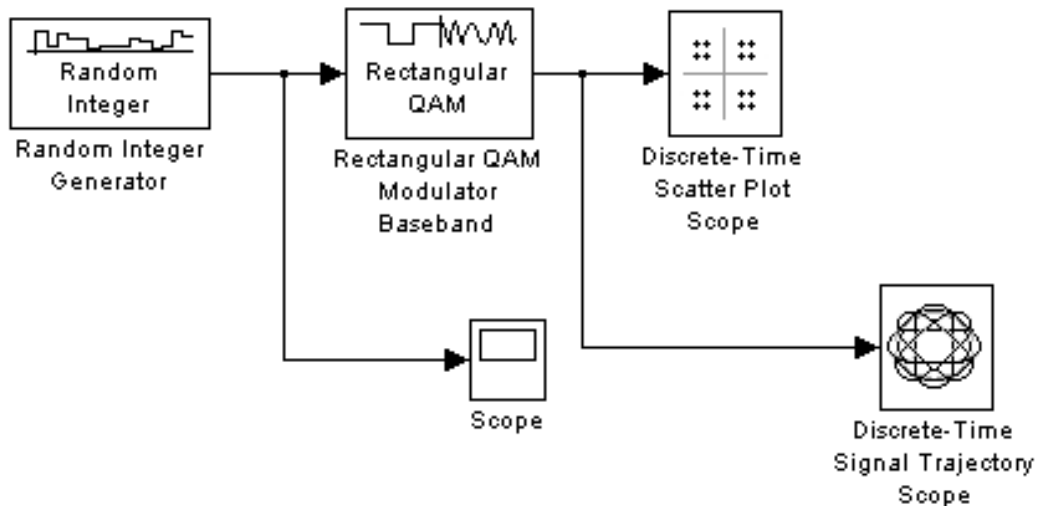 Random
Integer
Random Integer
Generator
Rectangular
QAM
Rectangular QAM
Modulator
Baseband
Discrete-Time
Scatter Plot
Scope
Scope
Discrete-Time
Signal Trajectory
Scope